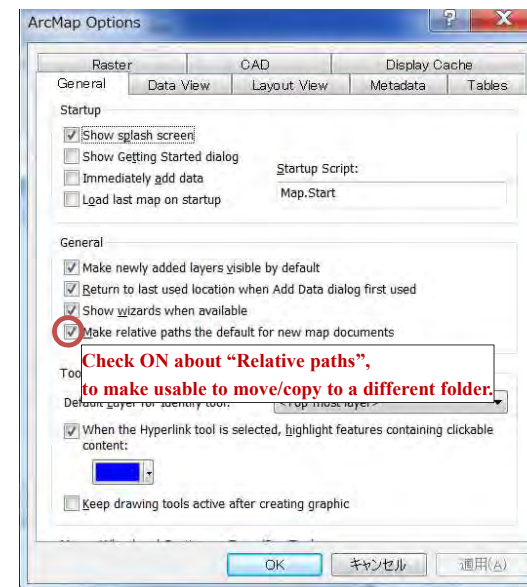 ArcMap Options
Raster CAD Display Cache
General Data View Layout View Metadata Tables
Startup
Show splash screen
Show Getting Started dialog
Immediately add data
Load last map on startup
Startup Script:
Map.Start
General
Make newly added layers visible by default
Return to last used location when Add Data dialog first used
Show wizards when available
Make relative paths the default for new map documents
Check ON about “Relative paths”,
to make usable to move/copy to a different folder.
When the Hyperlink tool is selected, highlight features containing clickable
content:
Keep drawing tools active after creating graphic
OK キャンセル 適用(A)